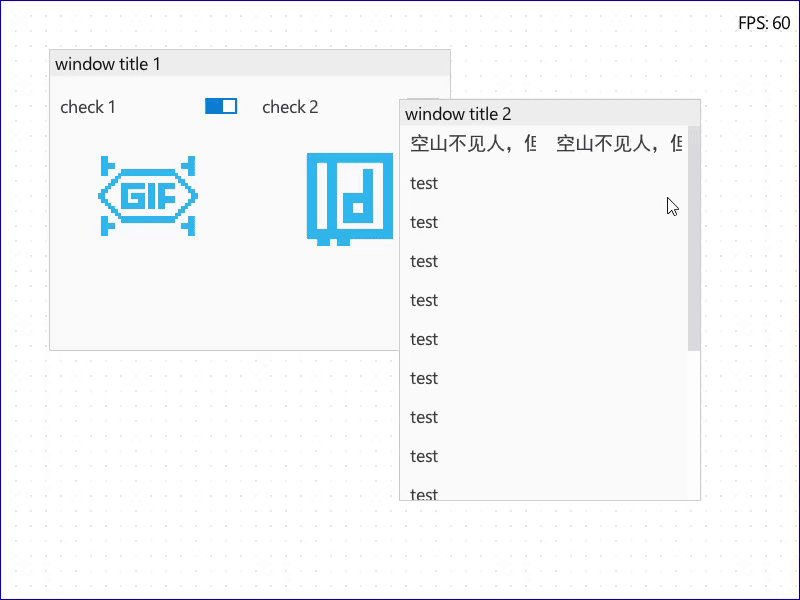 FPS: 60
window title 1
check 1 check 2
GIF
window title 2
空山不见人，但 空山不见人，但
test
test
test
test
test
test
test
test
test